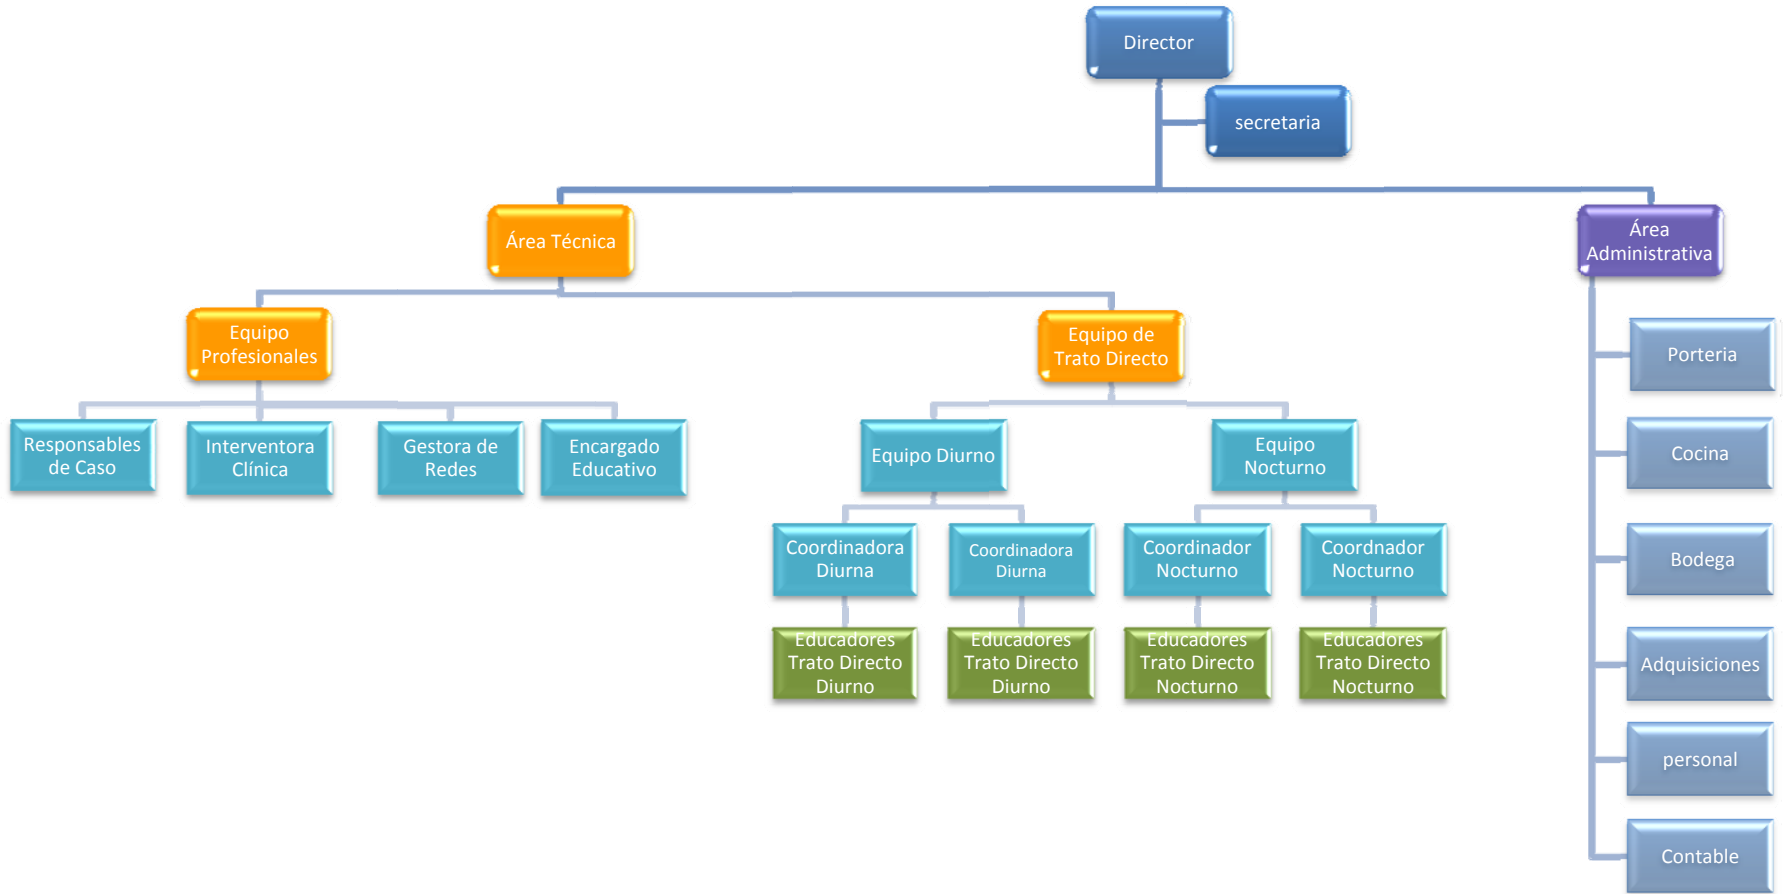 Director
secretaria
Área Técnica
Área
Administrativa
Equipo
Profesionales
Equipo de
Trato Directo
Responsables
de Caso
Interventora
Clínica
Gestora de
Redes
Encargado
Educativo
Equipo Diurno
Equipo
Nocturno
Coordinadora
Diurna
Coordinadora
Diurna
Coordinador
Nocturno
Coordnador
Nocturno
Educadores
Trato Directo
Diurno
Educadores
Trato Directo
Diurno
Educadores
Trato Directo
Nocturno
Educadores
Trato Directo
Nocturno
Porteria
Cocina
Bodega
Adquisiciones
personal
Contable